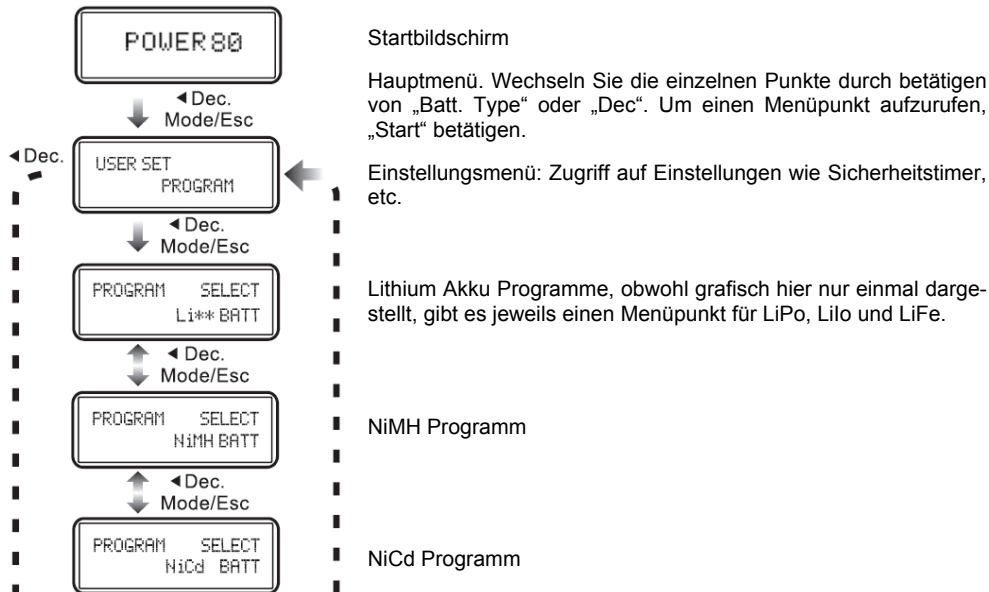 POWER 80
Startbildschirm
Hauptmenü. Wechseln Sie die einzelnen Punkte durch betätigen
von „Batt. Type“ oder „Dec“. Um einen Menüpunkt aufzurufen,
„Start“ betätigen.
◄Dec.
Mode/Esc
◄Dec.
USER SET
PROGRAM
Einstellungsmenü: Zugriff auf Einstellungen wie Sicherheitstimer,
etc.
◄Dec.
Mode/Esc
PROGRAM SELECT
Li** BATT
Lithium Akku Programme, obwohl grafisch hier nur einmal darge-
stellt, gibt es jeweils einen Menüpunkt für LiPo, LiIo und LiFe.
◄ Dec.
Mode/Esc
PROGRAM SELECT
NiMH BATT
NiMH Programm
◄Dec.
Mode/Esc
PROGRAM SELECT
NiCd BATT
NiCd Programm